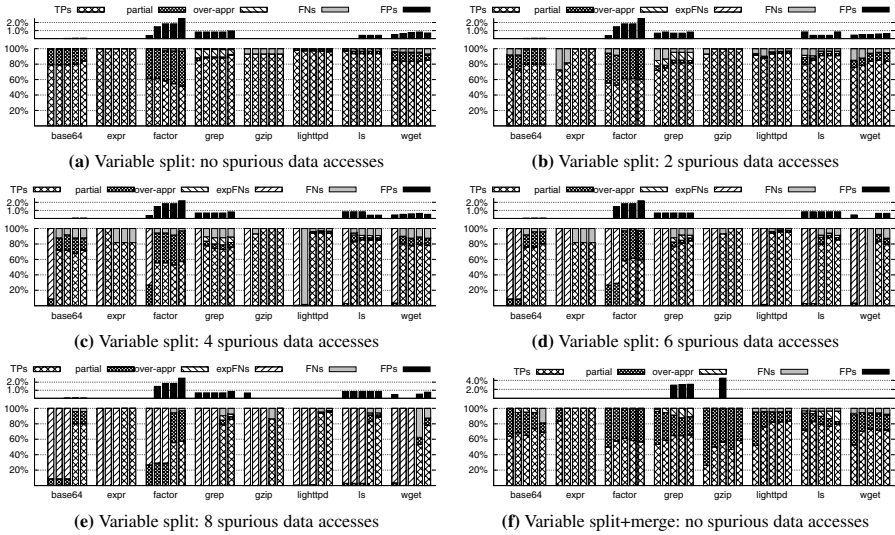 TPs partial over-appr FNs FPs
2.0%
1.0%
100%
80%
60%
40%
20%
base64 expr factor grep gzip lighttpd ls wget
(a) Variable split: no spurious data accesses
TPs partial over-appr expFNs FNs FPs
2.0%
1.0%
100%
80%
60%
40%
20%
base64 expr factor grep gzip lighttpd ls wget
(b) Variable split: 2 spurious data accesses
TPs partial over-appr expFNs FNs FPs
2.0%
1.0%
100%
80%
60%
40%
20%
base64 expr factor grep gzip lighttpd ls wget
(c) Variable split: 4 spurious data accesses
TPs partial over-appr expFNs FNs FPs
2.0%
1.0%
100%
80%
60%
40%
20%
base64 expr factor grep gzip lighttpd ls wget
(d) Variable split: 6 spurious data accesses
TPs partial over-appr expFNs FNs FPs
2.0%
1.0%
100%
80%
60%
40%
20%
base64 expr factor grep gzip lighttpd ls wget
(e) Variable split: 8 spurious data accesses
TPs partial over-appr FNs FPs
4.0%
2.0%
100%
80%
60%
40%
20%
base64 expr factor grep gzip lighttpd ls wget
(f) Variable split+merge: no spurious data accesses